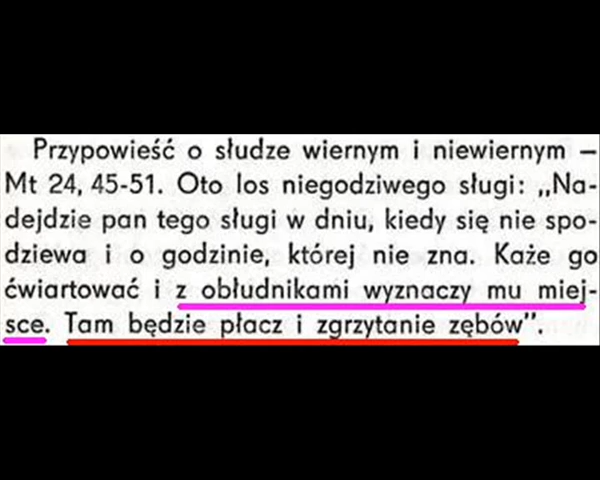 Przypowieść o słudze wiernym i niewiernym –
Mt 24, 45-51. Oto los niegodziwego sługi: „Na-
dejdzie pan tego sługi w dniu, kiedy się nie spo-
dziewa i o godzinie, której nie zna. Każe go
ćwiartować i z obłudnikami wyznaczy mu miej-
sce. Tam będzie płacz i zgrzytanie zębów”.